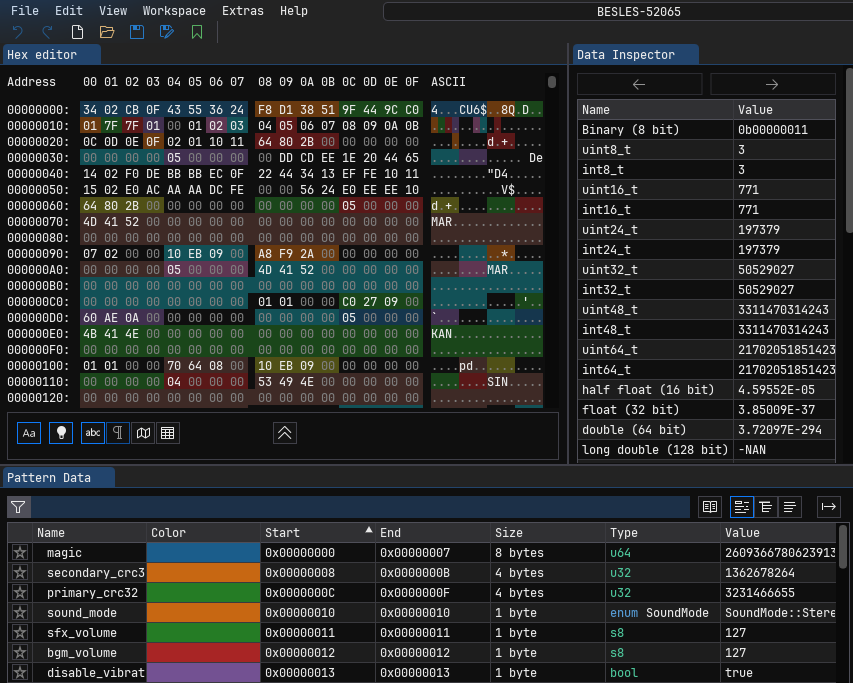 File Edit View Workspace Extras Help BESLES-52065
Hex editor
Address 00 01 02 03 04 05 06 07 08 09 0A 0B 0C 0D 0E 0F ASCII
00000000: 34 02 CB 0F 43 55 36 24 F8 D1 38 51 9F 44 9C C0 4...CU6$..8Q.D..
00000010: 01 7F 7F 01 00 01 02 03 04 05 06 07 08 09 0A 0B ................
00000020: 0C 0D 0E 0F 02 01 10 11 64 80 2B 00 00 00 00 00 ........d.+.....
00000030: 00 00 00 00 05 00 00 00 00 DD CD EE 1E 20 44 65 ............. De
00000040: 14 02 F0 DE BB BB EC 0F 22 44 34 13 EF FE 10 11 ........"D4.....
00000050: 15 02 E0 AC AA AA DC FE 00 00 56 24 E0 EE EE 10 ..........V$....
00000060: 64 80 2B 00 00 00 00 00 00 00 00 00 05 00 00 00 d.+.............
00000070: 4D 41 52 00 00 00 00 00 00 00 00 00 00 00 00 00 MAR.............
00000080: 00 00 00 00 00 00 00 00 00 00 00 00 00 00 00 00 ................
00000090: 07 02 00 00 10 EB 09 00 A8 F9 2A 00 00 00 00 00 ..........*.....
000000A0: 00 00 00 00 05 00 00 00 4D 41 52 00 00 00 00 00 ........MAR.....
000000B0: 00 00 00 00 00 00 00 00 00 00 00 00 00 00 00 00 ................
000000C0: 00 00 00 00 00 00 00 00 01 01 00 00 C0 27 09 00 .............'..
000000D0: 60 AE 0A 00 00 00 00 00 00 00 00 00 05 00 00 00 `...............
000000E0: 4B 41 4E 00 00 00 00 00 00 00 00 00 00 00 00 00 KAN.............
000000F0: 00 00 00 00 00 00 00 00 00 00 00 00 00 00 00 00 ................
00000100: 01 01 00 00 70 64 08 00 10 EB 09 00 00 00 00 00 ....pd..........
00000110: 00 00 00 00 04 00 00 00 53 49 4E 00 00 00 00 00 ........SIN.....
00000120: 00 00 00 00 00 00 00 00 00 00 00 00 00 00 00 00 ................
Aa abc
Data Inspector
Name Value
Binary (8 bit) 0b00000011
uint8_t 3
int8_t 3
uint16_t 771
int16_t 771
uint24_t 197379
int24_t 197379
uint32_t 50529027
int32_t 50529027
uint48_t 3311470314243
int48_t 3311470314243
uint64_t 21702051851423
int64_t 21702051851423
half float (16 bit) 4.59552E-05
float (32 bit) 3.85009E-37
double (64 bit) 3.72097E-294
long double (128 bit) -NAN
Pattern Data
Name Color Start End Size Type Value
magic 0x00000000 0x00000007 8 bytes u64 2609366780623913
secondary_crc3 0x00000008 0x0000000B 4 bytes u32 1362678264
primary_crc32 0x0000000C 0x0000000F 4 bytes u32 3231466655
sound_mode 0x00000010 0x00000010 1 byte enum SoundMode SoundMode::Stere
sfx_volume 0x00000011 0x00000011 1 byte s8 127
bgm_volume 0x00000012 0x00000012 1 byte s8 127
disable_vibrat 0x00000013 0x00000013 1 byte bool true